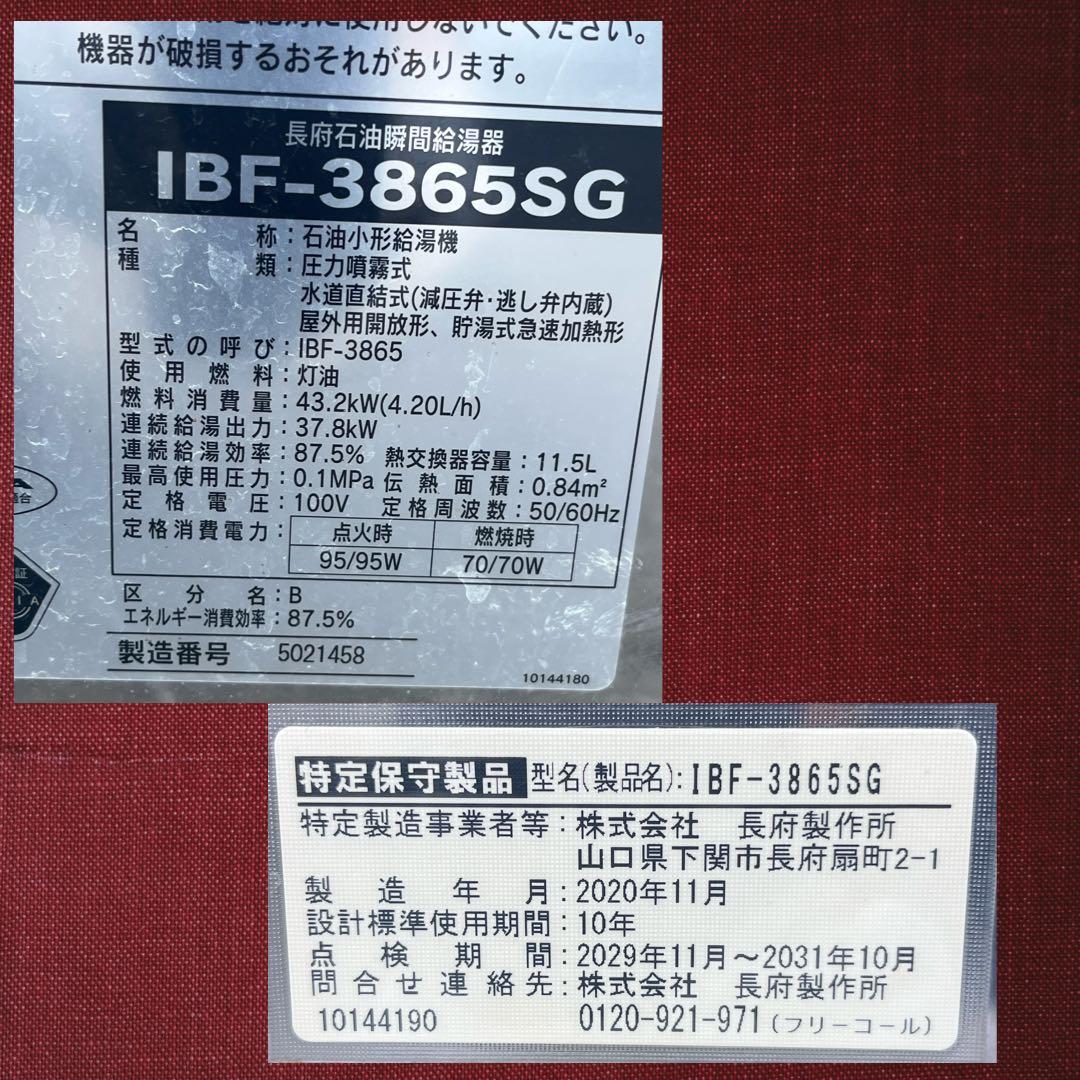 に使用しないでください。
機器が破損するおそれがあります。
長府石油瞬間給湯器
IBF-3865SG
名称：石油小形給湯機
種類：圧力噴霧式
水道直結式(減圧弁・逃し弁内蔵)
屋外用開放形、貯湯式急速加熱形
型式の呼び：IBF-3865
使用燃料：灯油
燃料消費量：43.2kW(4.20L/h)
連続給湯出力：37.8kW
連続給湯効率：87.5% 熱交換器容量：11.5L
最高使用圧力：0.1MPa 伝熱面積：0.84m²
定格電圧：100V 定格周波数：50/60Hz
定格消費電力： 点火時 燃焼時
95/95W 70/70W
区分名：B
エネルギー消費効率：87.5%
製造番号 5021458
10144180
適合
証
特定保守製品 型名(製品名)：IBF-3865SG
特定製造事業者等：株式会社 長府製作所
山口県下関市長府扇町2-1
製造年月：2020年11月
設計標準使用期間：10年
点検期間：2029年11月～2031年10月
問合せ連絡先：株式会社 長府製作所
10144190 0120-921-971(フリーコール)